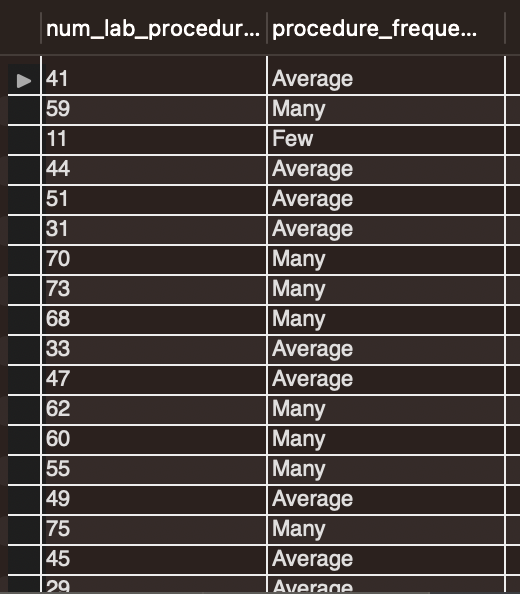 num_lab_procedur... procedure_freque...
41 Average
59 Many
11 Few
44 Average
51 Average
31 Average
70 Many
73 Many
68 Many
33 Average
47 Average
62 Many
60 Many
55 Many
49 Average
75 Many
45 Average
29 Average